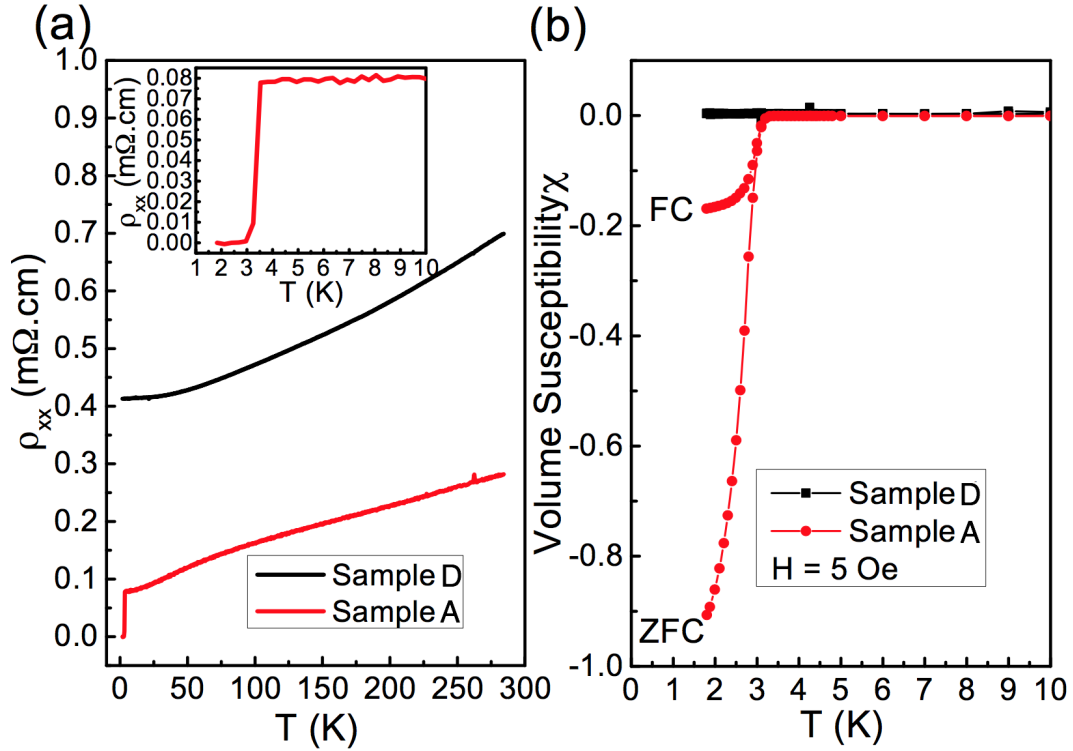 (a)
ρxx (mΩ.cm)
1.0
0.9
0.8
0.7
0.6
0.5
0.4
0.3
0.2
0.1
0.0
0 50 100 150 200 250 300
T (K)
Sample D
Sample A
ρxx (mΩ.cm)
0.08
0.07
0.06
0.05
0.04
0.03
0.02
0.01
0.00
1 2 3 4 5 6 7 8 9 10
T (K)
(b)
Volume Susceptibilityχ
0.0
-0.2
-0.4
-0.6
-0.8
-1.0
FC
ZFC
Sample D
Sample A
H = 5 Oe
0 1 2 3 4 5 6 7 8 9 10
T (K)